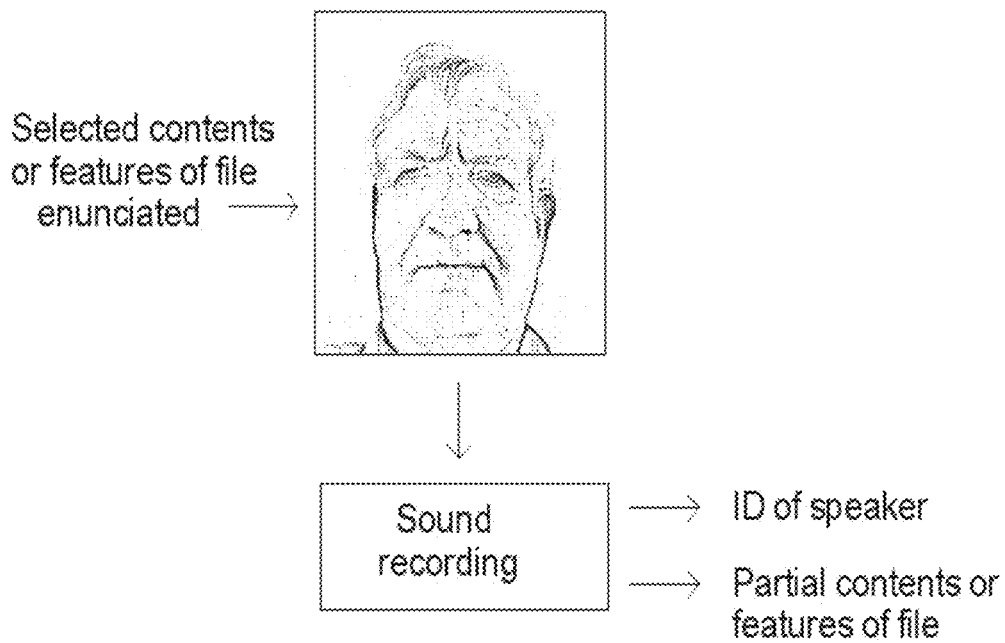 Selected contents
or features of file
enunciated
Sound
recording
ID of speaker
Partial contents or
features of file